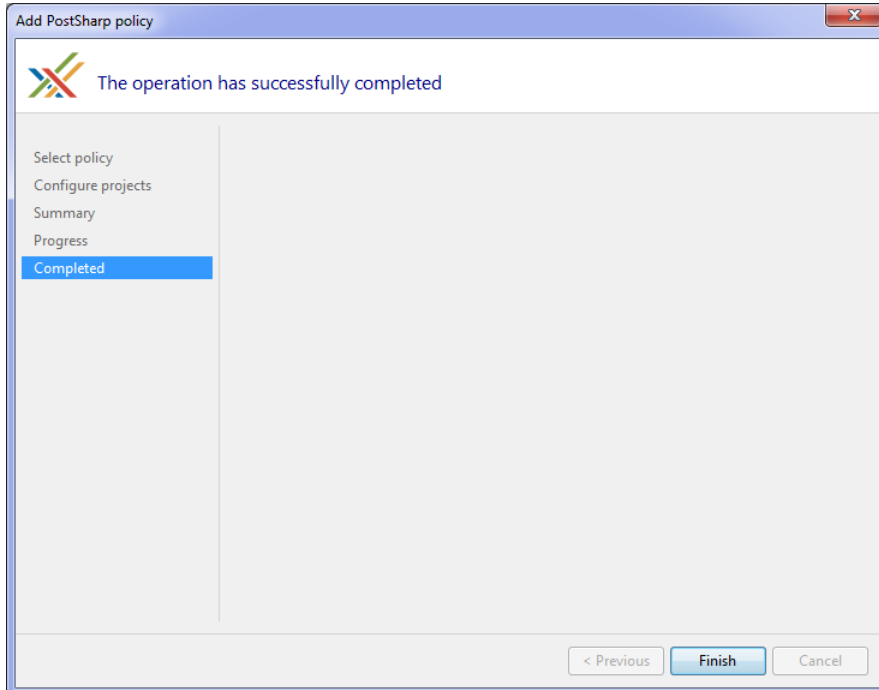 Add PostSharp policy
The operation has successfully completed
Select policy
Configure projects
Summary
Progress
Completed
< Previous
Finish
Cancel